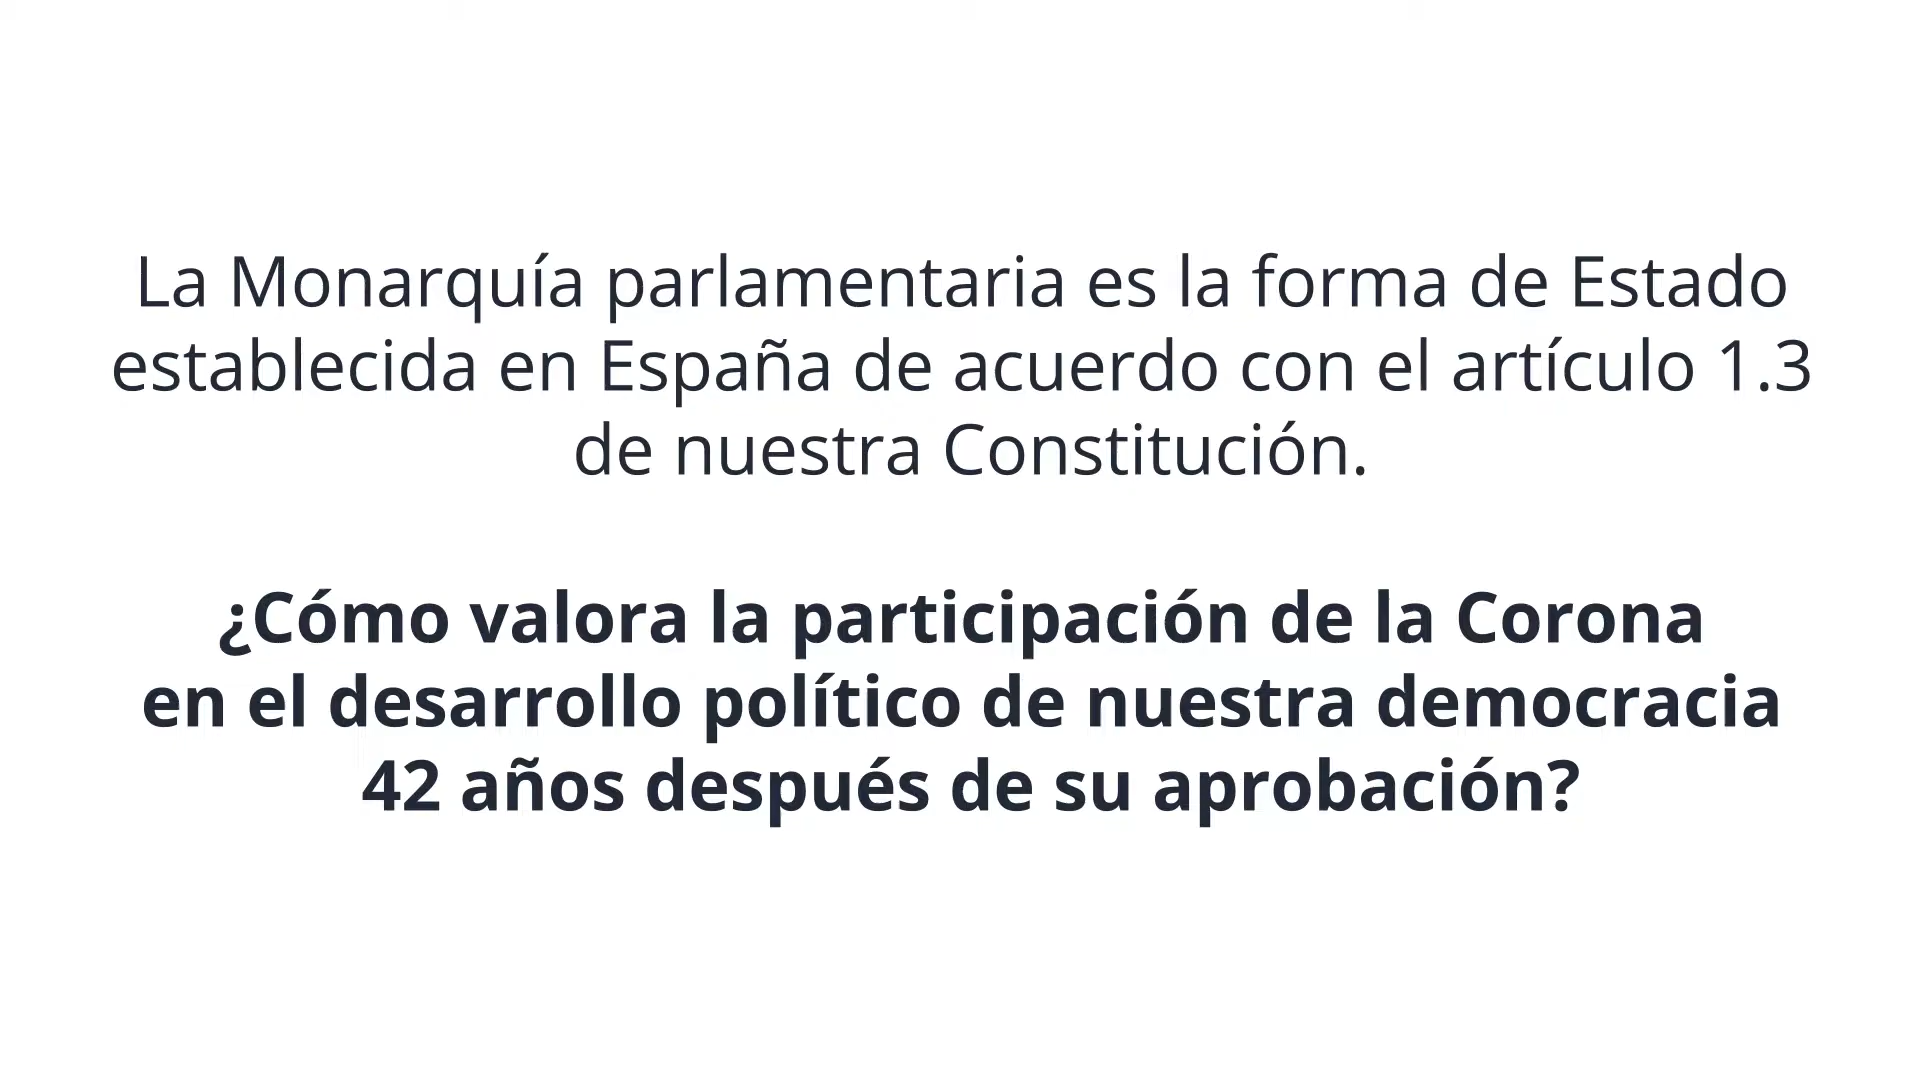 La Monarquía parlamentaria es la forma de Estado
establecida en España de acuerdo con el artículo 1.3
de nuestra Constitución.
¿Cómo valora la participación de la Corona
en el desarrollo político de nuestra democracia
42 años después de su aprobación?